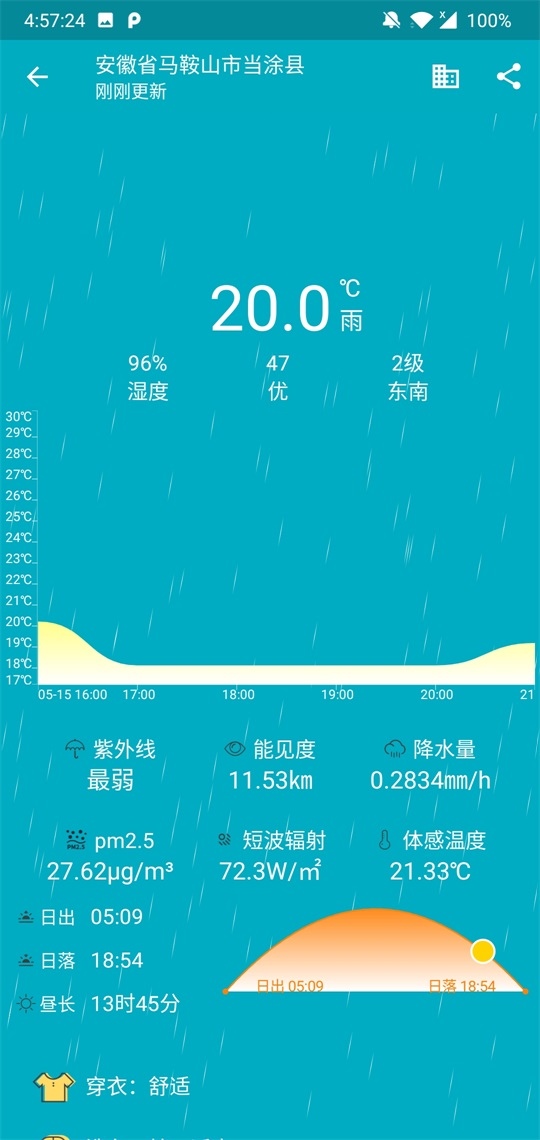 4:57:24
x
100%
安徽省马鞍山市当涂县
刚刚更新
20.0
℃
雨
96% 47 2级
湿度 优 东南
30℃
29℃
28℃
27℃
26℃
25℃
24℃
23℃
22℃
21℃
20℃
19℃
18℃
17℃
05-15 16:00 17:00 18:00 19:00 20:00 21
紫外线 能见度 降水量
最弱 11.53km 0.2834mm/h
PM2.5 pm2.5 短波辐射 体感温度
27.62μg/m³ 72.3W/㎡ 21.33℃
日出 05:09
日落 18:54
昼长 13时45分
日出 05:09 日落 18:54
穿衣：舒适